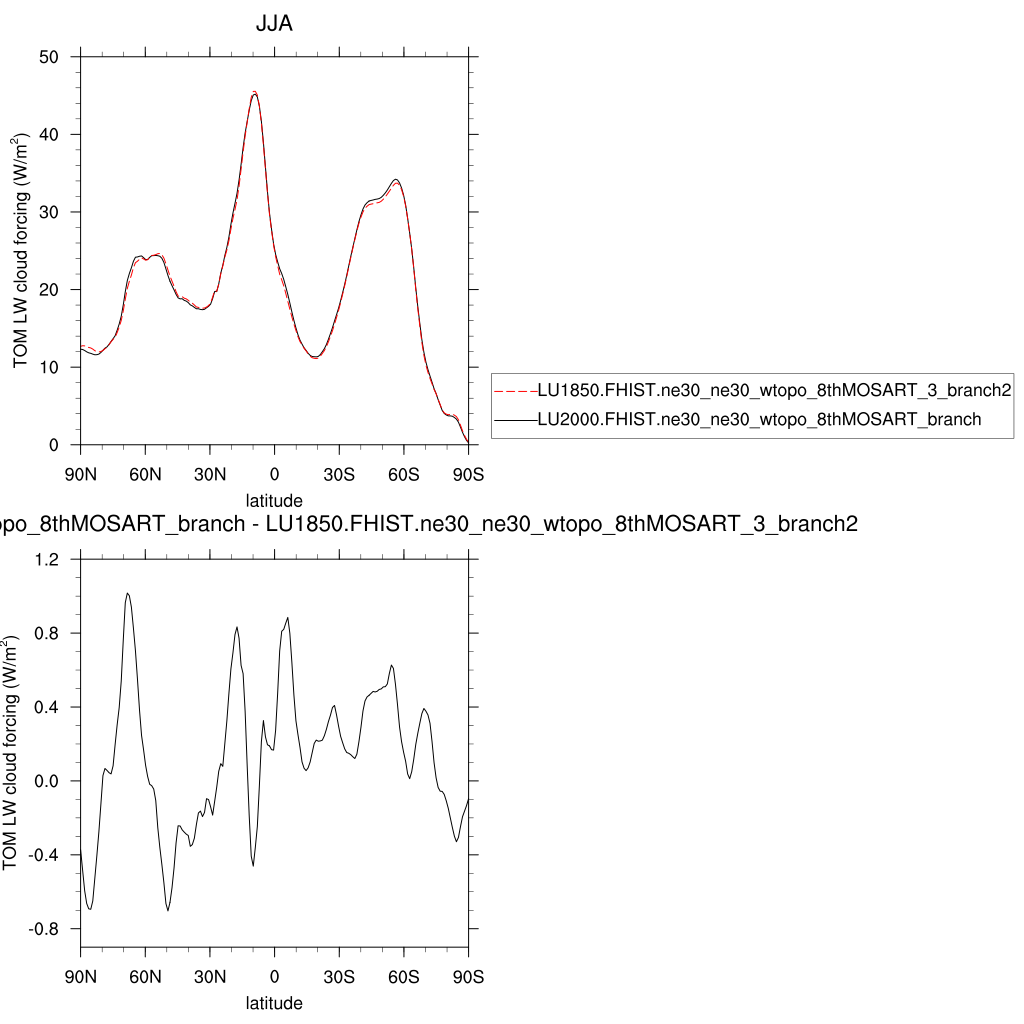 JJA
TOM LW cloud forcing (W/m²)
50
40
30
20
10
0
90N 60N 30N 0 30S 60S 90S
latitude
LU1850.FHIST.ne30_ne30_wtopo_8thMOSART_3_branch2
LU2000.FHIST.ne30_ne30_wtopo_8thMOSART_branch
opo_8thMOSART_branch - LU1850.FHIST.ne30_ne30_wtopo_8thMOSART_3_branch2
TOM LW cloud forcing (W/m²)
1.2
0.8
0.4
0.0
-0.4
-0.8
90N 60N 30N 0 30S 60S 90S
latitude